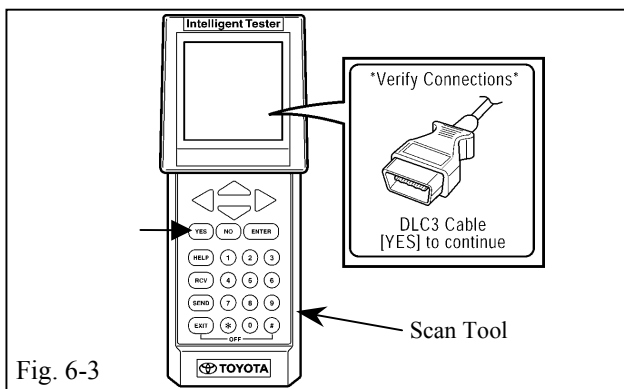 Intelligent Tester
*Verify Connections*
DLC3 Cable
[YES] to continue
YES NO ENTER
HELP 1 2 3
RCV 4 5 6
SEND 7 8 9
EXIT * 0 #
OFF
TOYOTA
Scan Tool
Fig. 6-3